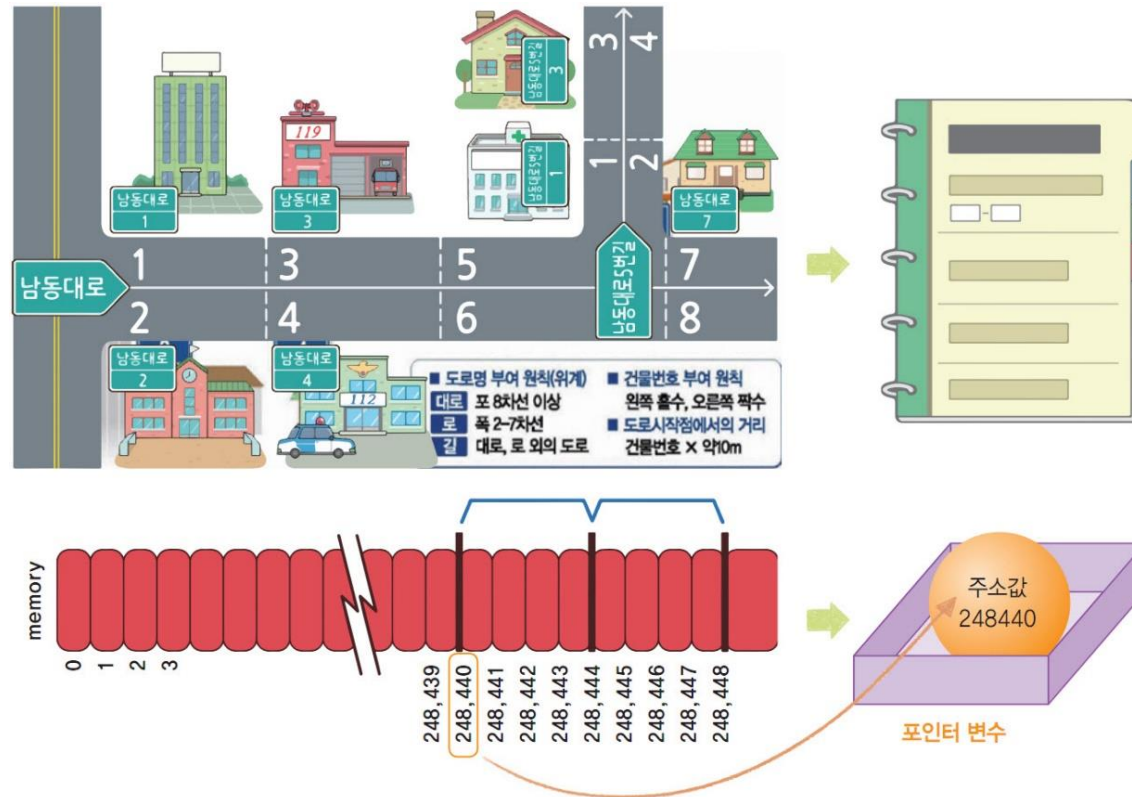 남동대로
1
남동대로
3
119
남동대로5번길
3
남동대로5번길
1
3
4
1
2
남동대로
7
남동대로
1
3
5
7
2
4
6
8
남동대로5번길
남동대로
2
남동대로
4
112
■ 도로명 부여 원칙(위계)
대로 포 8차선 이상
로 폭 2-7차선
길 대로, 로 외의 도로
■ 건물번호 부여 원칙
왼쪽 홀수, 오른쪽 짝수
■ 도로시작점에서의 거리
건물번호 × 약10m
memory
0
1
2
3
248,439
248,440
248,441
248,442
248,443
248,444
248,445
248,446
248,447
248,448
주소값
248440
포인터 변수